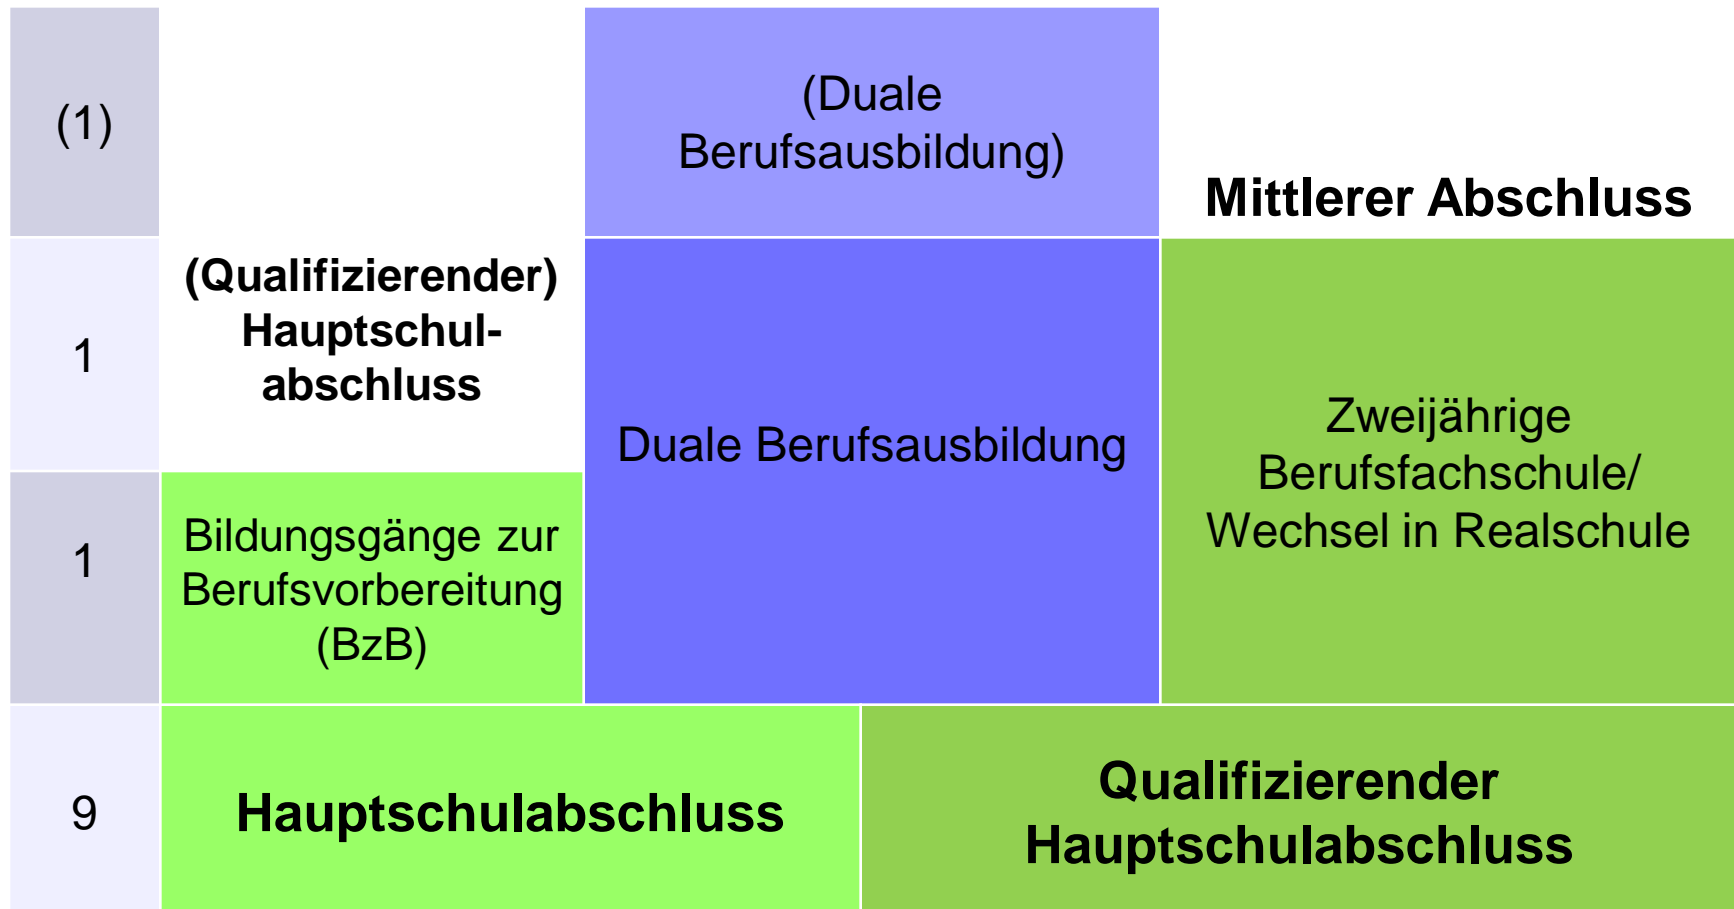 (1)
(Duale
Berufsausbildung)
Mittlerer Abschluss
1
(Qualifizierender)
Hauptschul-
abschluss
Duale Berufsausbildung
Zweijährige
Berufsfachschule/
Wechsel in Realschule
1
Bildungsgänge zur
Berufsvorbereitung
(BzB)
9
Hauptschulabschluss
Qualifizierender
Hauptschulabschluss